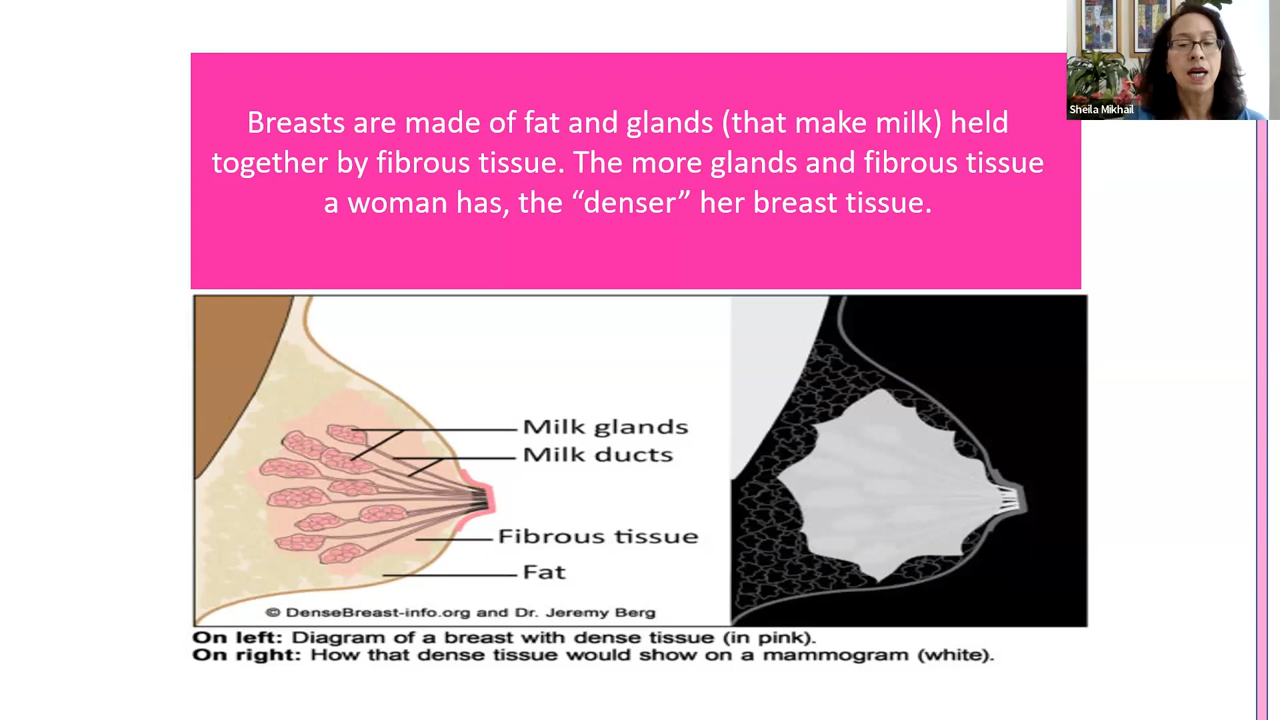 Sheila Mikhail
Breasts are made of fat and glands (that make milk) held
together by fibrous tissue. The more glands and fibrous tissue
a woman has, the “denser” her breast tissue.
Milk glands
Milk ducts
Fibrous tissue
Fat
© DenseBreast-info.org and Dr. Jeremy Berg
On left: Diagram of a breast with dense tissue (in pink).
On right: How that dense tissue would show on a mammogram (white).